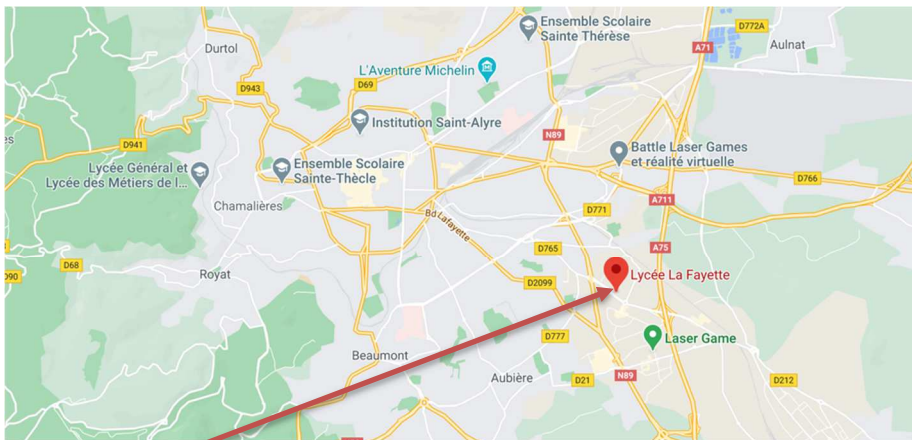 Ensemble Scolaire
Sainte Thérèse
D772A
A71
Aulnat
Durtol
L'Aventure Michelin
D943
D69
Institution Saint-Alyre
N89
D941
Battle Laser Games
et réalité virtuelle
Lycée Général et
Lycée des Métiers de l...
Ensemble Scolaire
Sainte-Thècle
D766
A711
Chamalières
D771
Bd Lafayette
D765
A75
D68
Royat
Lycée La Fayette
D2099
D777
Laser Game
Beaumont
Aubière
D21
N89
D212